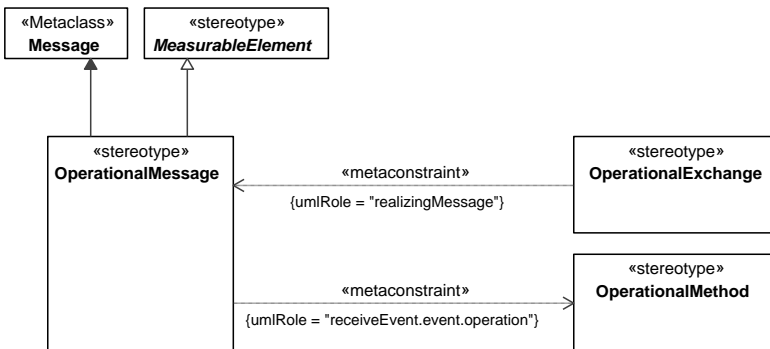 «Metaclass»
Message
«stereotype»
MeasurableElement
«stereotype»
OperationalMessage
«metaconstraint»
{umlRole = "realizingMessage"}
«stereotype»
OperationalExchange
«metaconstraint»
{umlRole = "receiveEvent.event.operation"}
«stereotype»
OperationalMethod